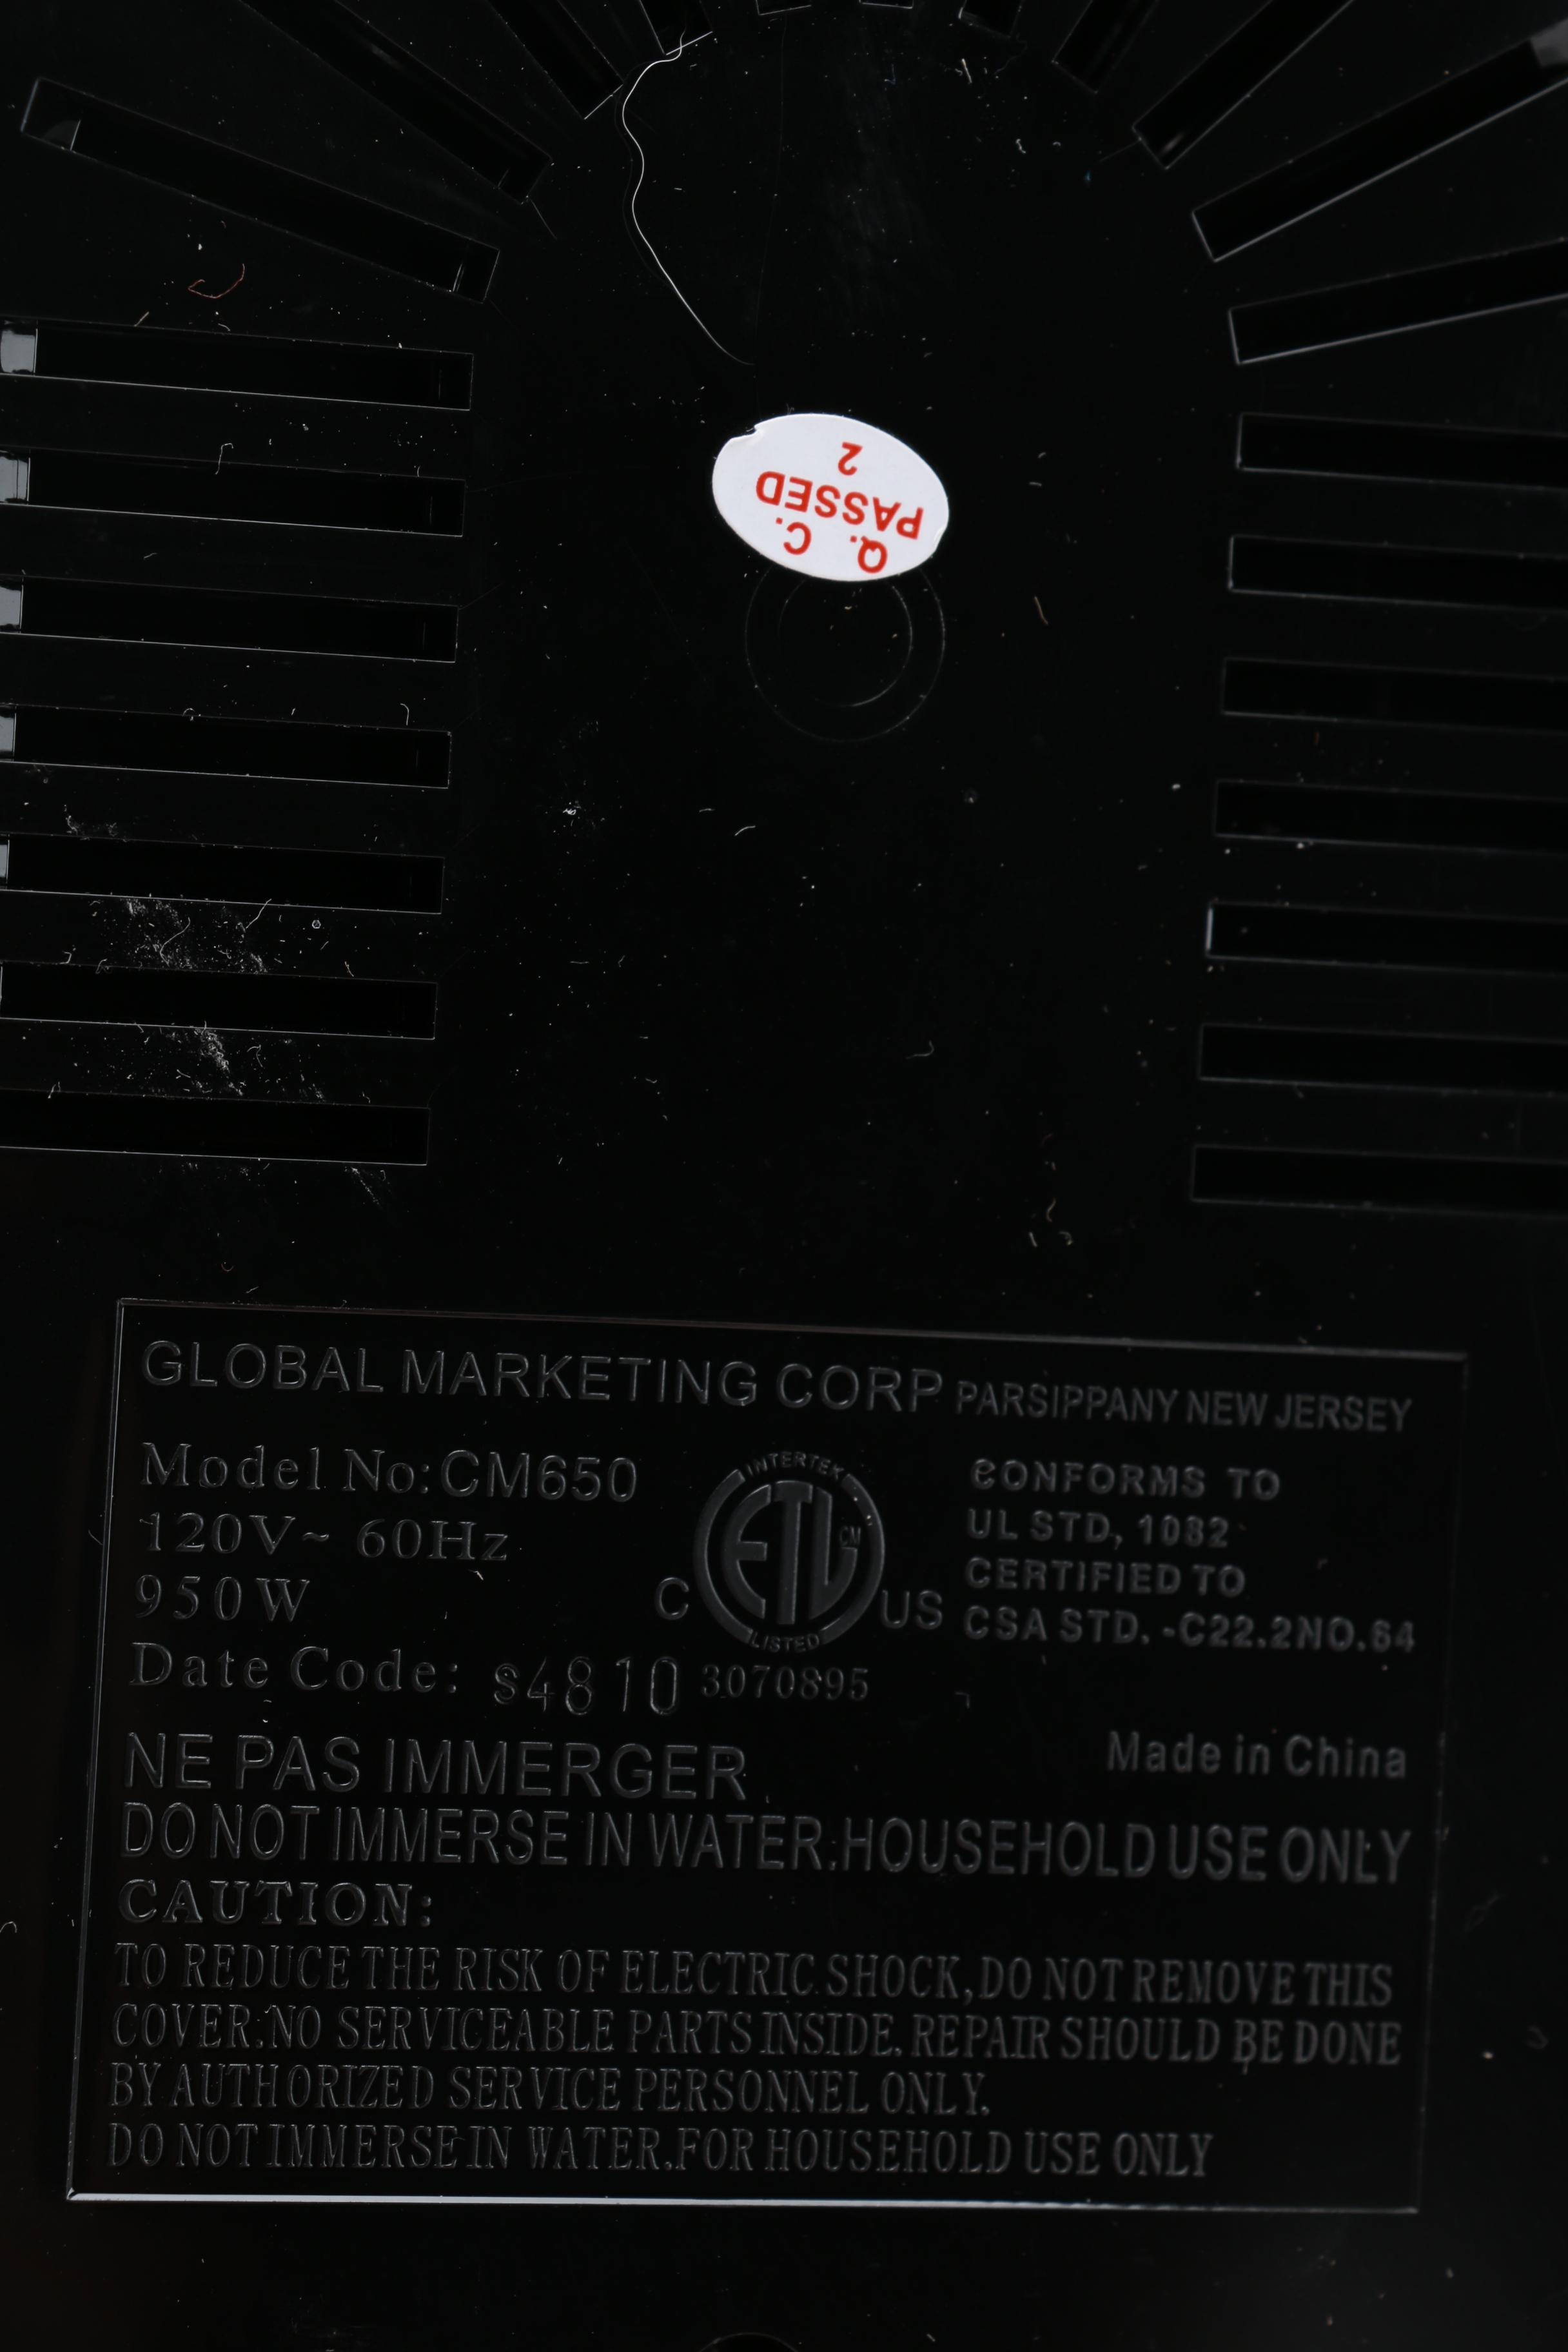 Q. C.
PASSED
2
GLOBAL MARKETING CORP PARSIPPANY NEW JERSEY
Model No:CM650
120V~ 60Hz
950W
Date Code: s4810 3070895
INTERTEK
ETL CM
C US
LISTED
CONFORMS TO
UL STD, 1082
CERTIFIED TO
CSA STD. -C22.2NO.64
Made in China
NE PAS IMMERGER
DO NOT IMMERSE IN WATER.HOUSEHOLD USE ONLY
CAUTION:
TO REDUCE THE RISK OF ELECTRIC SHOCK,DO NOT REMOVE THIS
COVER.NO SERVICEABLE PARTS INSIDE. REPAIR SHOULD BE DONE
BY AUTHORIZED SERVICE PERSONNEL ONLY.
DO NOT IMMERSE IN WATER.FOR HOUSEHOLD USE ONLY